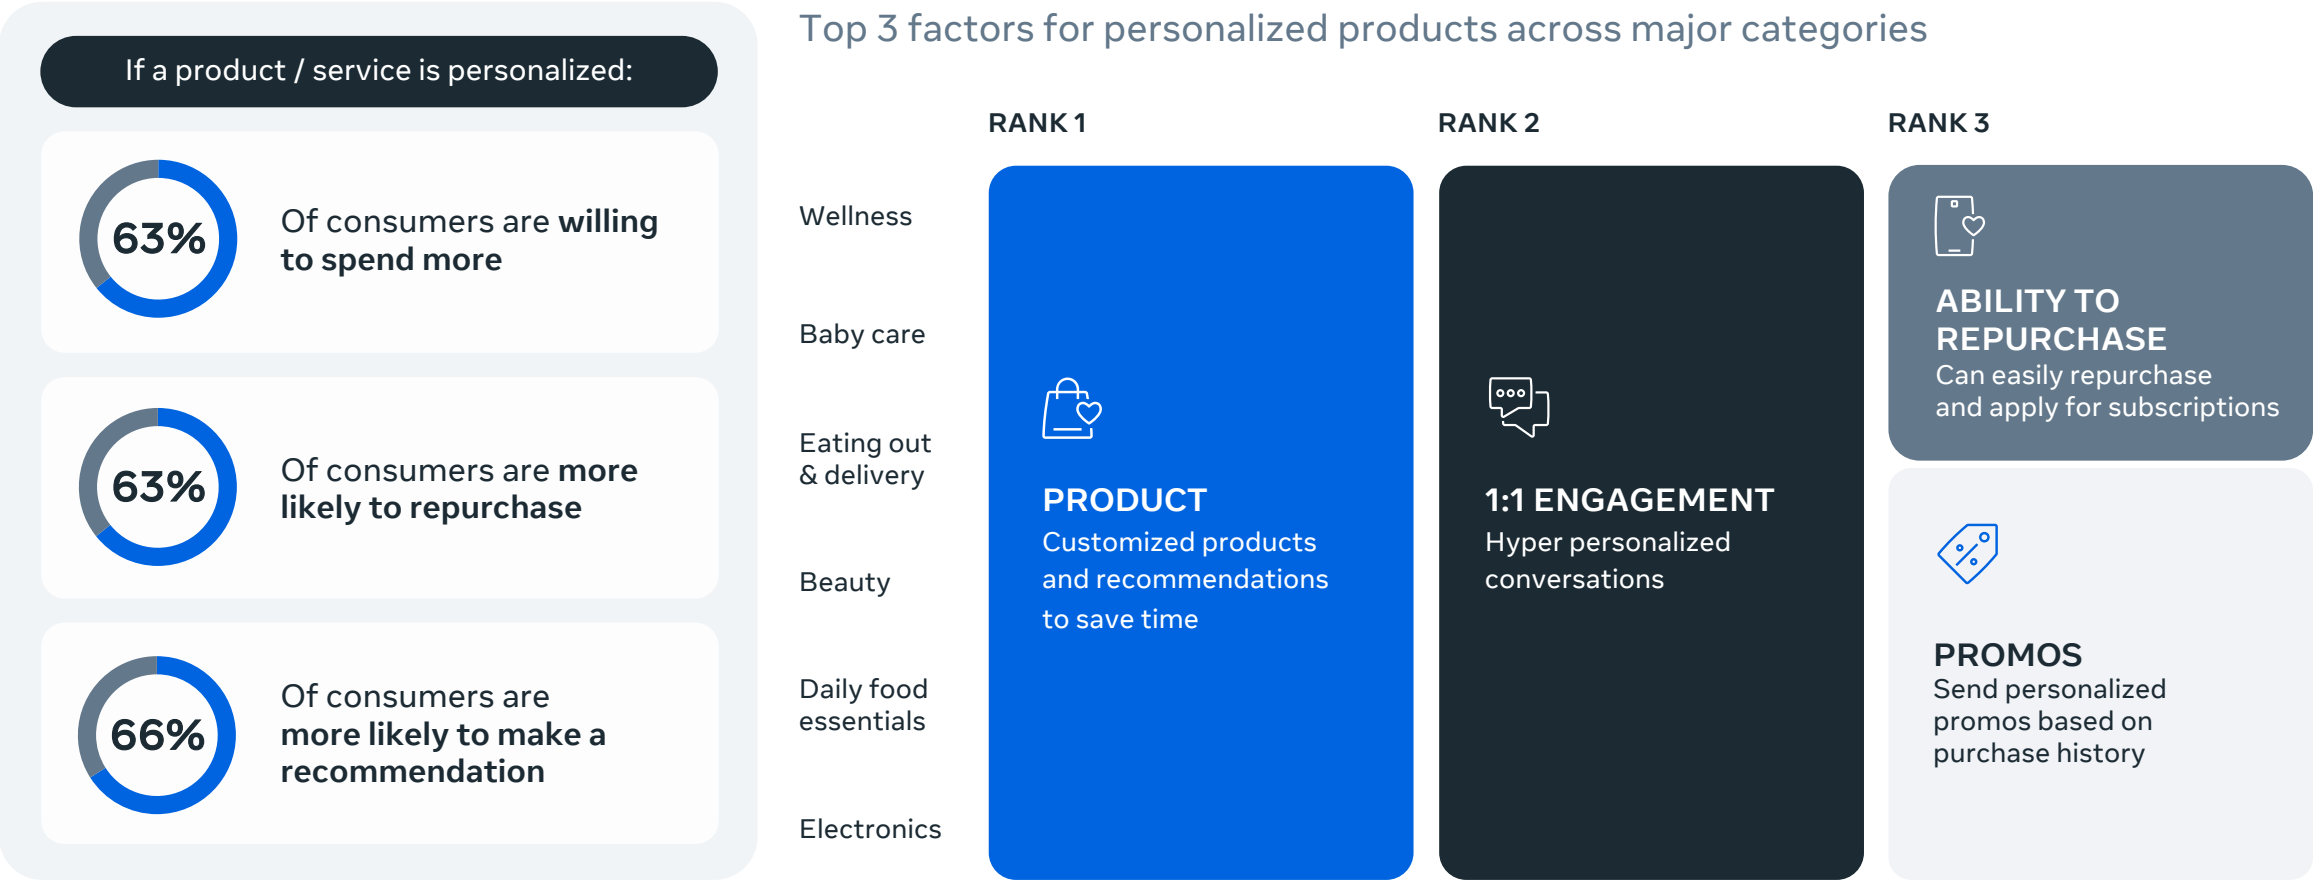 If a product / service is personalized:
63%
Of consumers are willing
to spend more
63%
Of consumers are more
likely to repurchase
66%
Of consumers are
more likely to make a
recommendation
Top 3 factors for personalized products across major categories
RANK 1
RANK 2
RANK 3
Wellness
Baby care
Eating out
& delivery
Beauty
Daily food
essentials
Electronics
PRODUCT
Customized products
and recommendations
to save time
1:1 ENGAGEMENT
Hyper personalized
conversations
ABILITY TO
REPURCHASE
Can easily repurchase
and apply for subscriptions
PROMOS
Send personalized
promos based on
purchase history